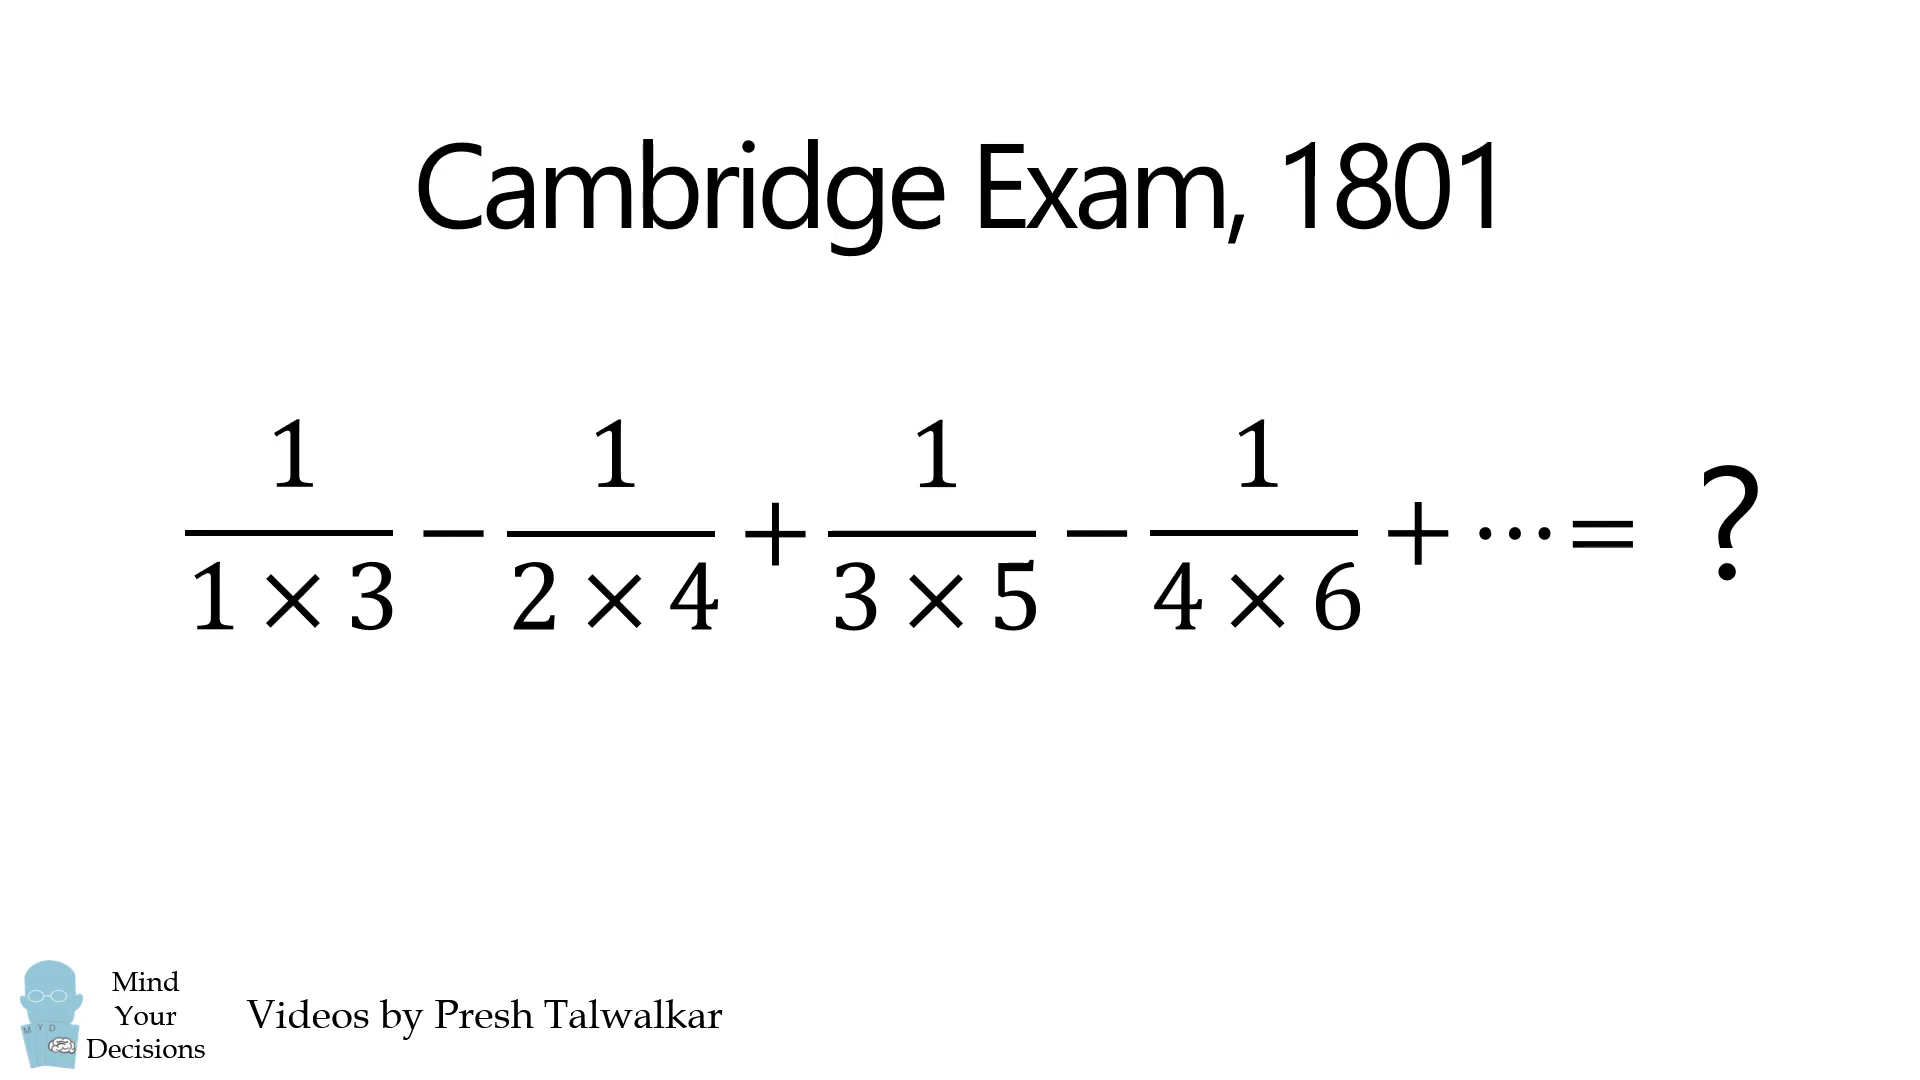 Cambridge Exam, 1801
1/(1 × 3) − 1/(2 × 4) + 1/(3 × 5) − 1/(4 × 6) + ⋯ = ?
Mind
Your
Decisions
Videos by Presh Talwalkar
M Y D